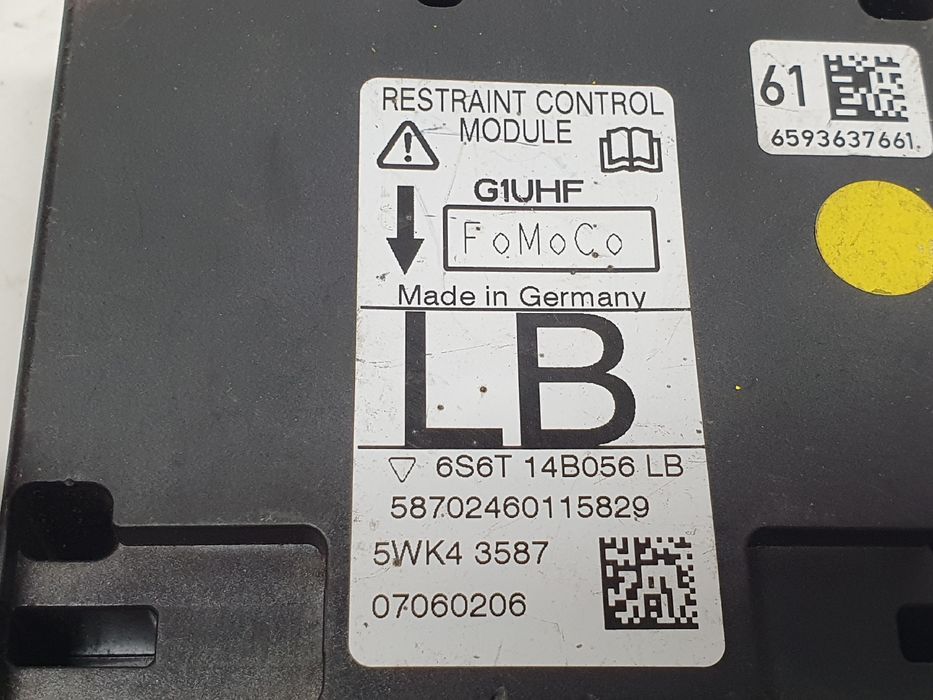 RESTRAINT CONTROL
MODULE
G1UHF
FoMoCo
Made in Germany
LB
6S6T 14B056 LB
58702460115829
5WK4 3587
07060206
61
6593637661